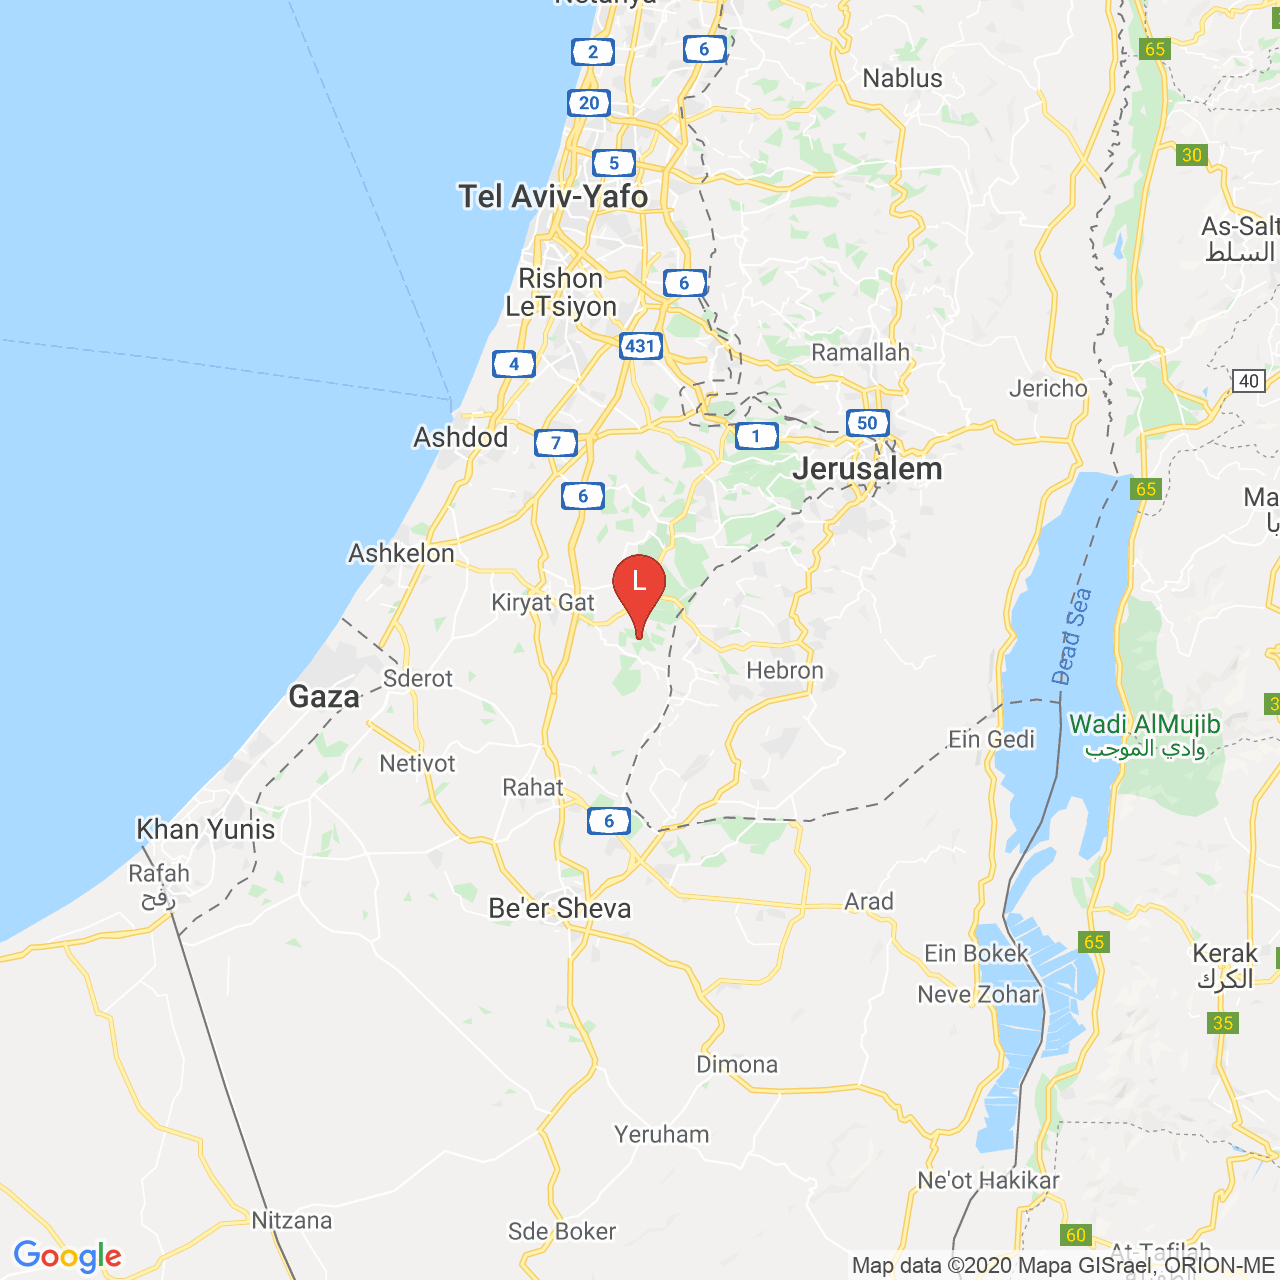 Netanya
2
6
65
Nablus
20
5
30
Tel Aviv-Yafo
As-Salt
السلط
Rishon
LeTsiyon
6
431
4
Ramallah
Jericho
40
Ashdod
7
1
50
Jerusalem
6
65
Ashkelon
L
Kiryat Gat
Dead Sea
Hebron
Sderot
Gaza
Wadi AlMujib
وادي الموجب
Ein Gedi
Netivot
Rahat
6
Khan Yunis
Rafah
رفح
Be'er Sheva
Arad
65
Ein Bokek
Kerak
الكرك
Neve Zohar
35
Dimona
Yeruham
Ne'ot Hakikar
Nitzana
Sde Boker
60
At-Tafilah
Google
Map data ©2020 Mapa GISrael, ORION-ME